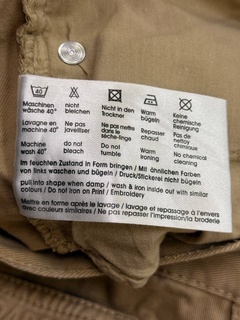 40
Maschinen
wäsche 40°
nicht
bleichen
Nicht in den
Trockner
Warm
bügeln
Keine
chemische
Reinigung
Lavage en
machine 40°
Ne pas
javelliser
Ne pas mettre
dans le
sèche-linge
Repasser
chaud
Pas de
nettoy.
chimiques
Machine
wash 40°
do not
bleach
do not
tumble
Warm
ironing
No chemical
cleaning
Im feuchten Zustand in Form bringen / Mit ähnlichen Farben
von links waschen und bügeln / Druck/Stickerei nicht bügeln
pull into shape when damp / wash & iron inside out with similar
colours / Do not iron on Print / Embroidery
Mettre en forme après le lavage / lavage et repassage à l'envers
avec couleurs similaires / Ne pas repasser l'impression/la broderie